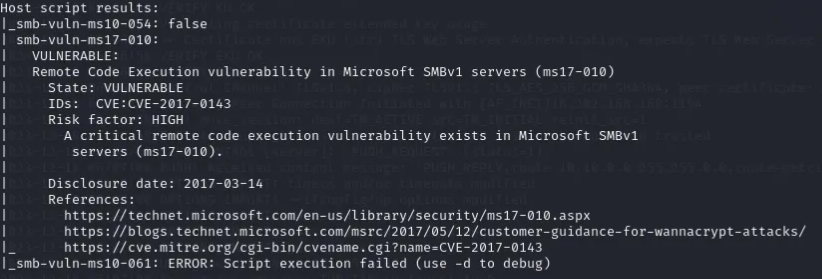 Host script results:
|_smb-vuln-ms10-054: false
| smb-vuln-ms17-010:
|   VULNERABLE:
|   Remote Code Execution vulnerability in Microsoft SMBv1 servers (ms17-010)
|     State: VULNERABLE
|     IDs:  CVE:CVE-2017-0143
|     Risk factor: HIGH
|       A critical remote code execution vulnerability exists in Microsoft SMBv1
|        servers (ms17-010).
|
|     Disclosure date: 2017-03-14
|     References:
|       https://technet.microsoft.com/en-us/library/security/ms17-010.aspx
|       https://blogs.technet.microsoft.com/msrc/2017/05/12/customer-guidance-for-wannacrypt-attacks/
|_      https://cve.mitre.org/cgi-bin/cvename.cgi?name=CVE-2017-0143
|_smb-vuln-ms10-061: ERROR: Script execution failed (use -d to debug)